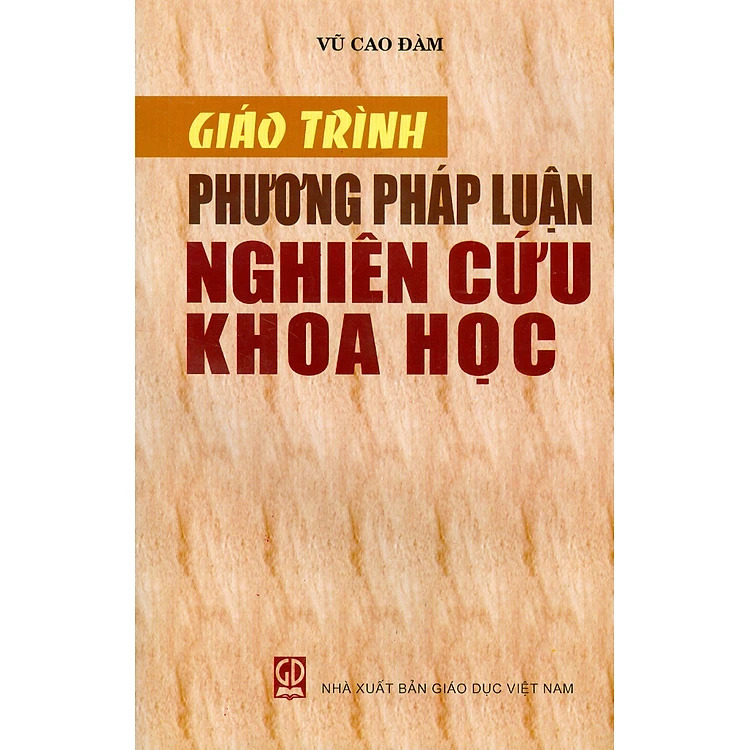 VŨ CAO ĐÀM
GIÁO TRÌNH
PHƯƠNG PHÁP LUẬN
NGHIÊN CỨU
KHOA HỌC
GD
NHÀ XUẤT BẢN GIÁO DỤC VIỆT NAM